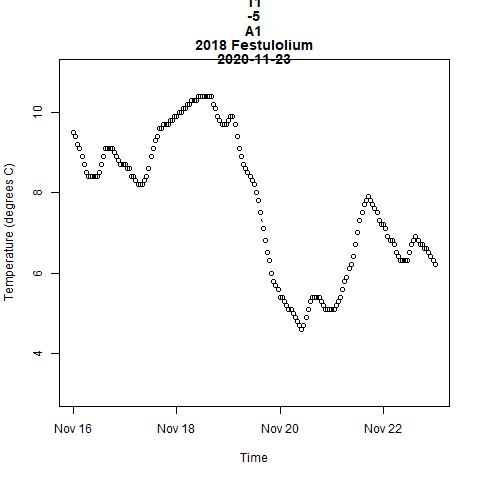 T1
-5
A1
2018 Festulolium
2020-11-23
Temperature (degrees C)
10
8
6
4
Nov 16
Nov 18
Nov 20
Nov 22
Time